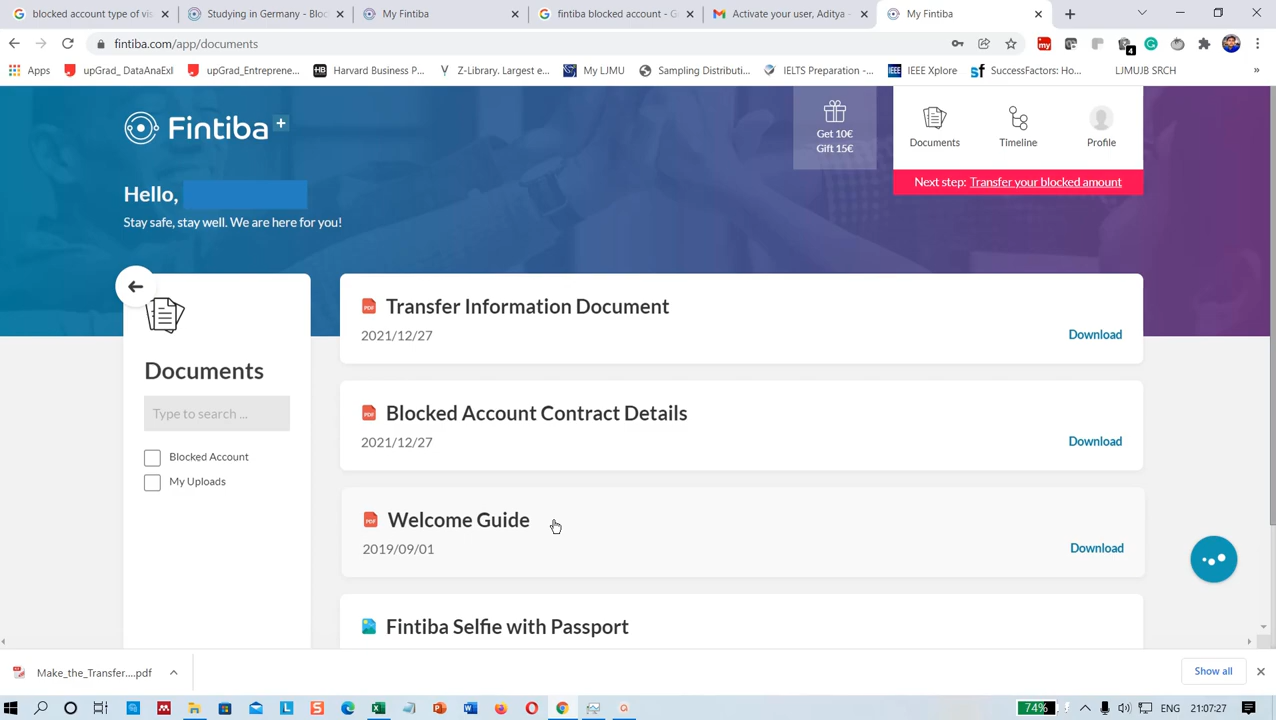 blocked account type of vis
Studying in Germany - Bloc
My Fintiba
fintiba blocked account - G
Activate your user, Aditya -
My Fintiba
fintiba.com/app/documents
4
Apps
upGrad_ DataAnaExl
upGrad_Entreprene...
Harvard Business P...
Z-Library. Largest e...
My LJMU
Sampling Distributi...
IELTS Preparation -...
IEEE Xplore
SuccessFactors: Ho...
LJMUJB SRCH
»
Fintiba +
Get 10€
Gift 15€
Documents
Timeline
Profile
Next step: Transfer your blocked amount
Hello,
Stay safe, stay well. We are here for you!
Documents
Type to search ...
Blocked Account
My Uploads
Transfer Information Document
2021/12/27
Download
Blocked Account Contract Details
2021/12/27
Download
Welcome Guide
2019/09/01
Download
Fintiba Selfie with Passport
Make_the_Transfer....pdf
Show all
74%
ENG
21:07:27